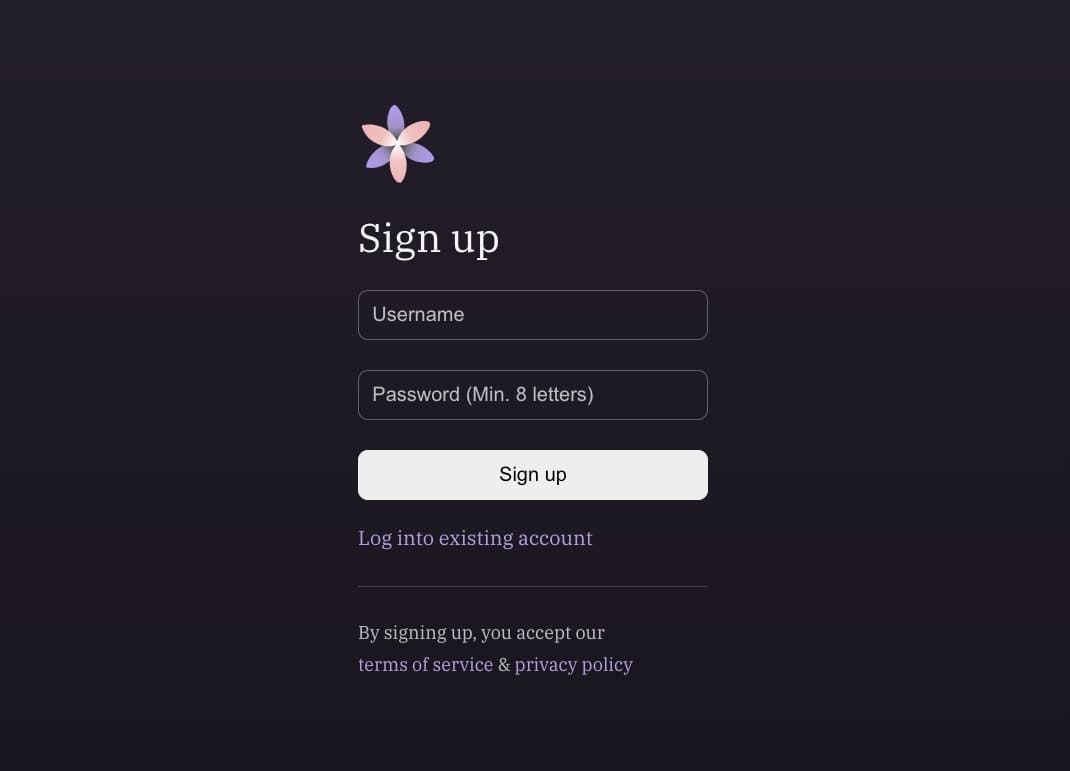 Sign up
Username
Password (Min. 8 letters)
Sign up
Log into existing account
By signing up, you accept our
terms of service & privacy policy